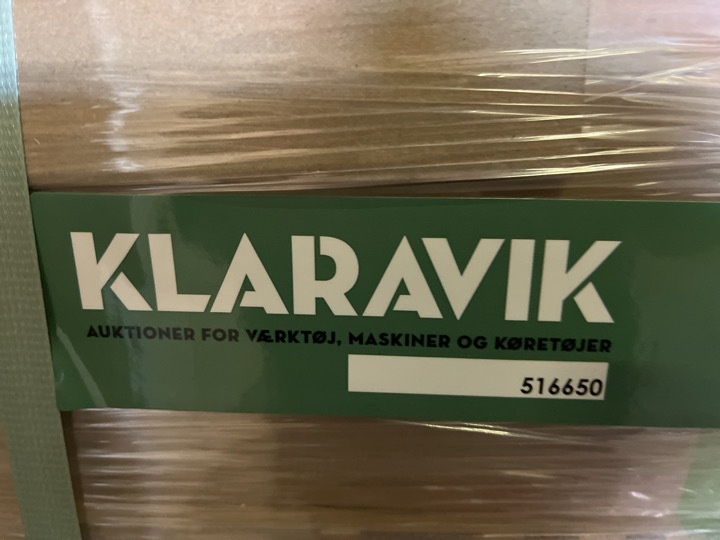 KLARAVIK
AUKTIONER FOR VÆRKTØJ, MASKINER OG KØRETØJER
516650